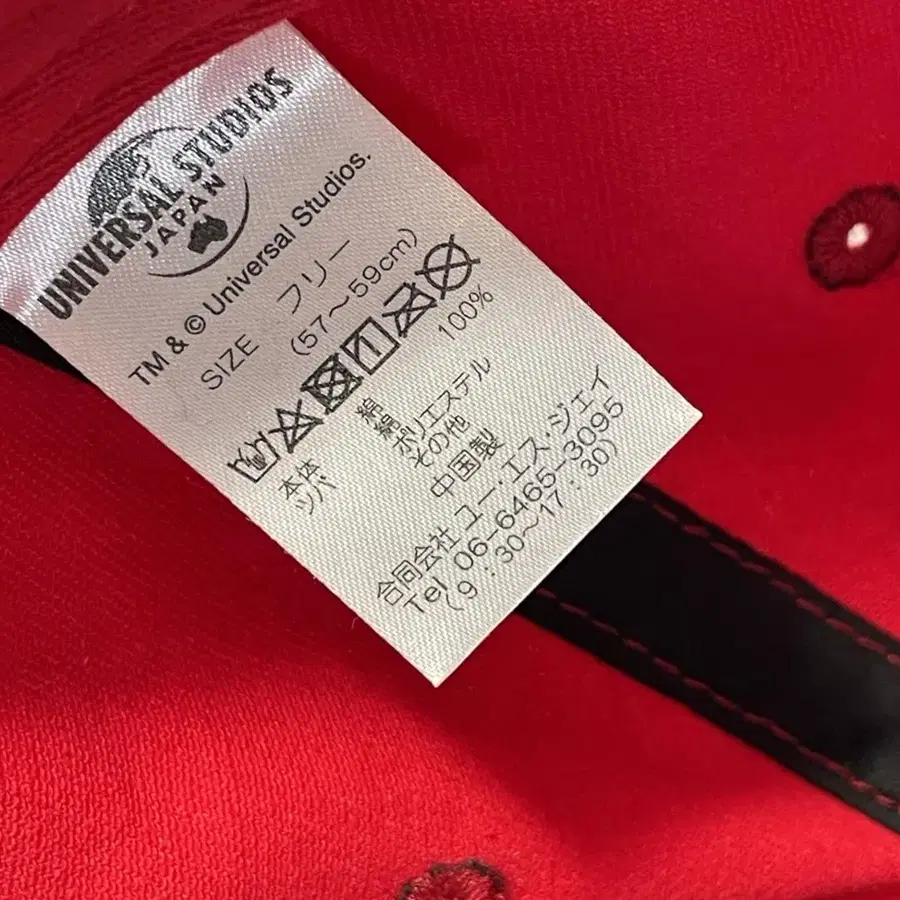 UNIVERSAL STUDIOS
JAPAN
TM & © Universal Studios.
SIZE フリー
(57～59cm)
本体 綿 100%
ツバ 綿
ポリエステル
その他
中国製
合同会社 ユー・エス・ジェイ
Tel 06-6465-3095
(9:30～17:30)